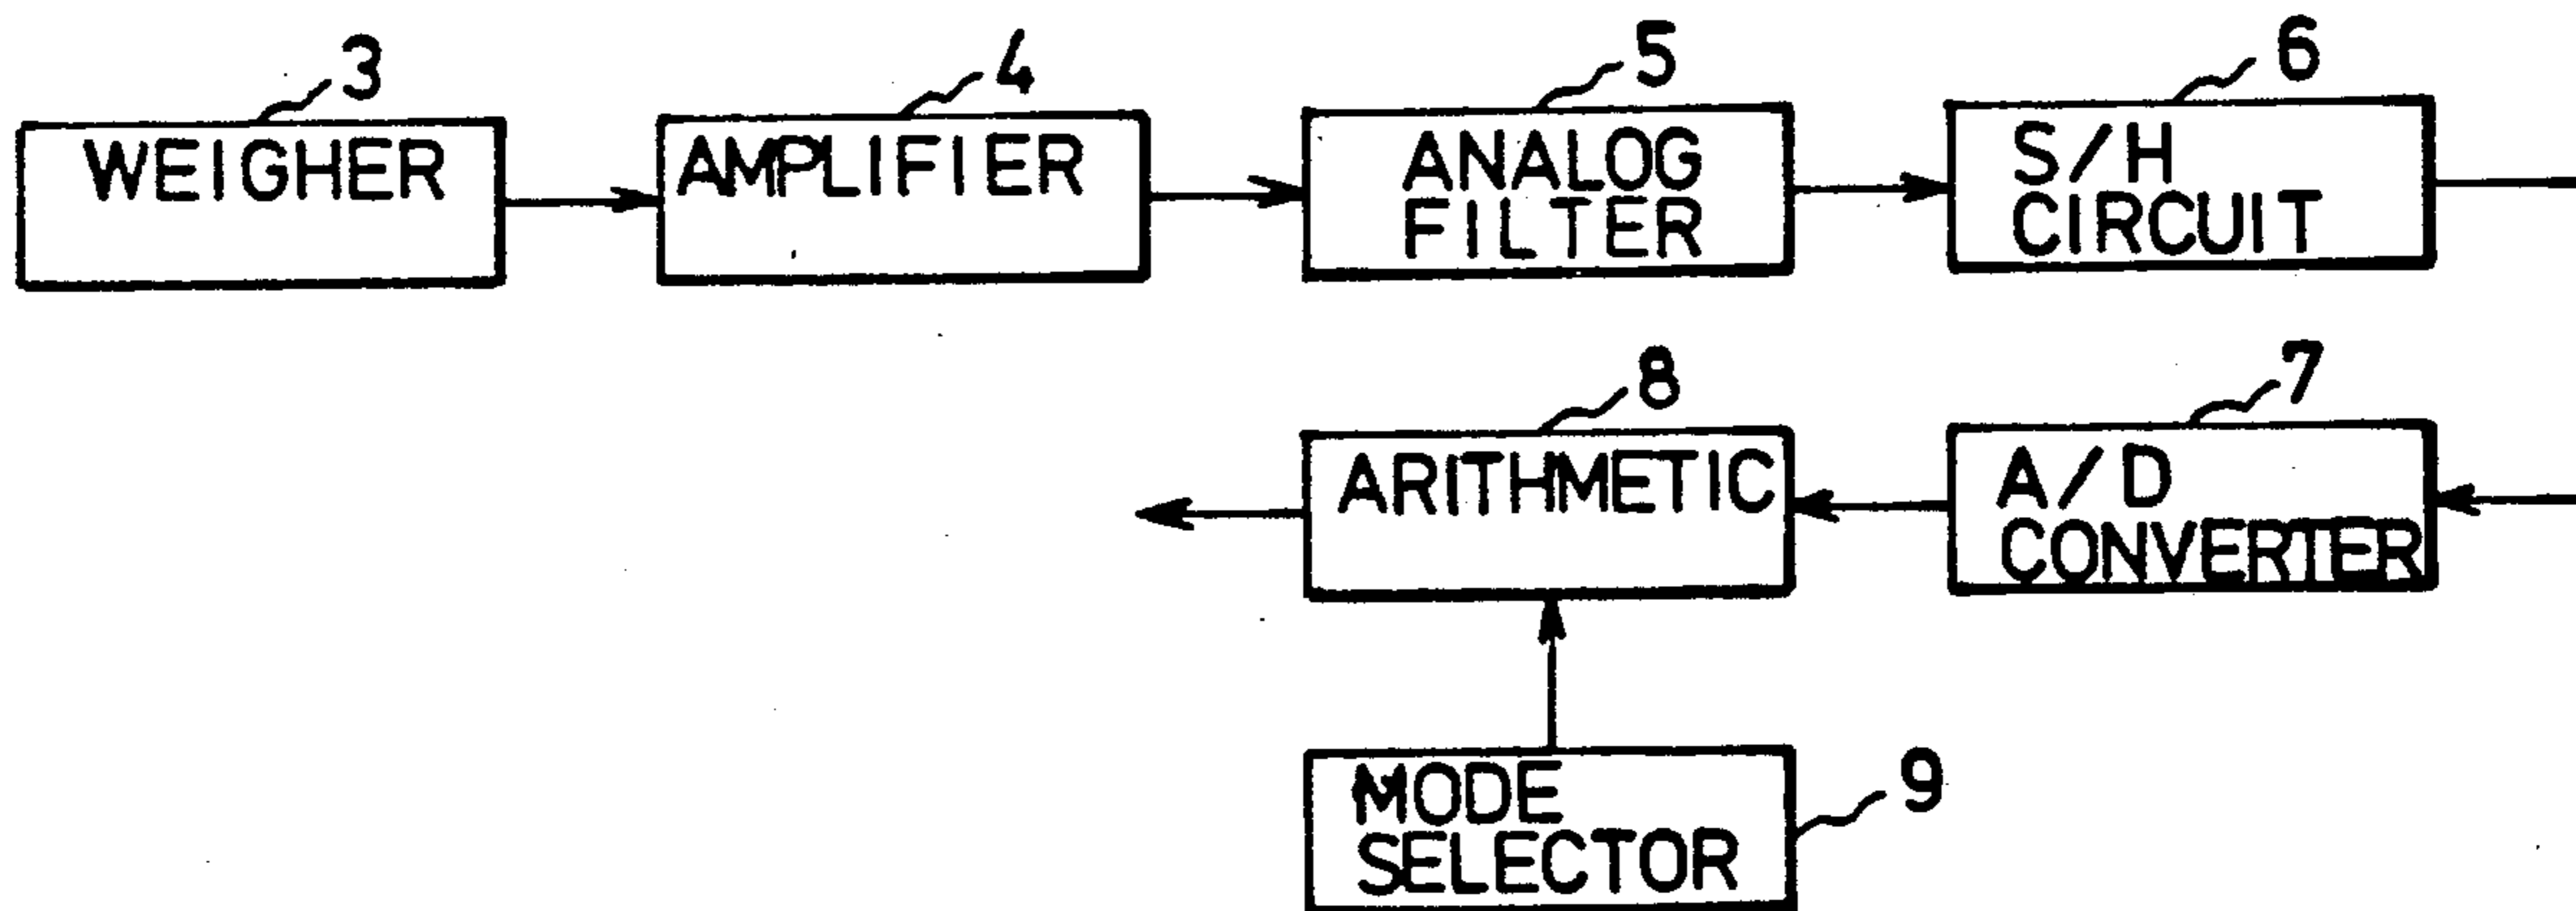 3
WEIGHER
4
AMPLIFIER
5
ANALOG
FILTER
6
S/H
CIRCUIT
7
A/D
CONVERTER
8
ARITHMETIC
9
MODE
SELECTOR